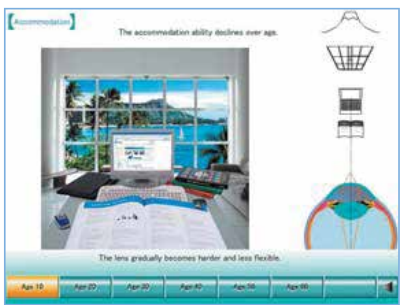 Accommodation
The accommodation ability declines over age.
The lens gradually becomes harder and less flexible.
Age 10
Age 20
Age 30
Age 40
Age 50
Age 60